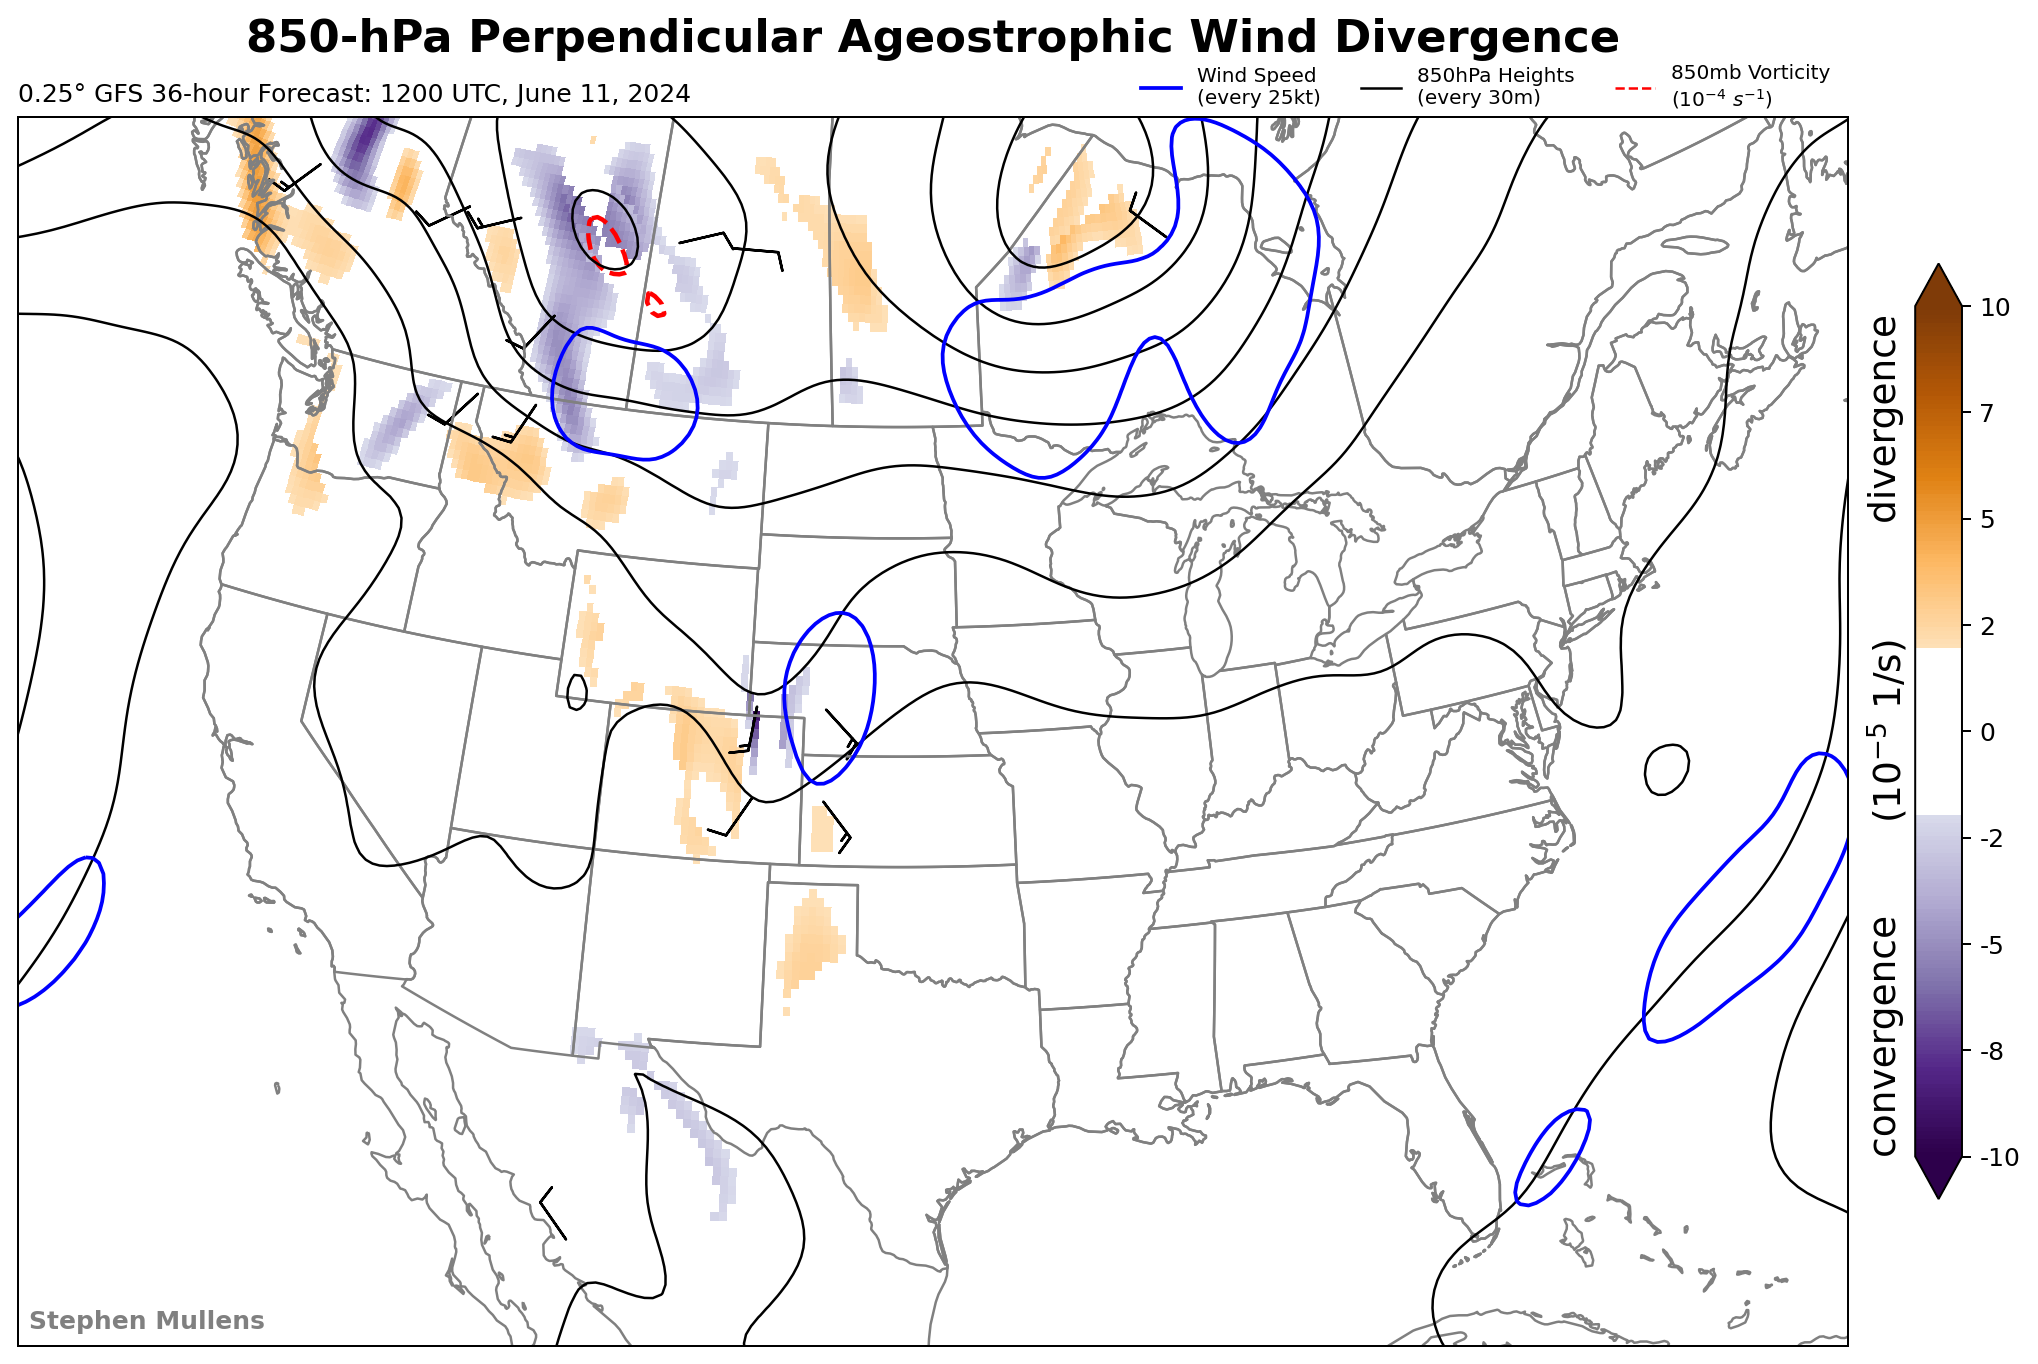 850-hPa Perpendicular Ageostrophic Wind Divergence
0.25° GFS 36-hour Forecast: 1200 UTC, June 11, 2024
Wind Speed
(every 25kt)
850hPa Heights
(every 30m)
850mb Vorticity
(10⁻⁴ s⁻¹)
10
7
5
2
0
-2
-5
-8
-10
convergence (10⁻⁵ 1/s) divergence
Stephen Mullens